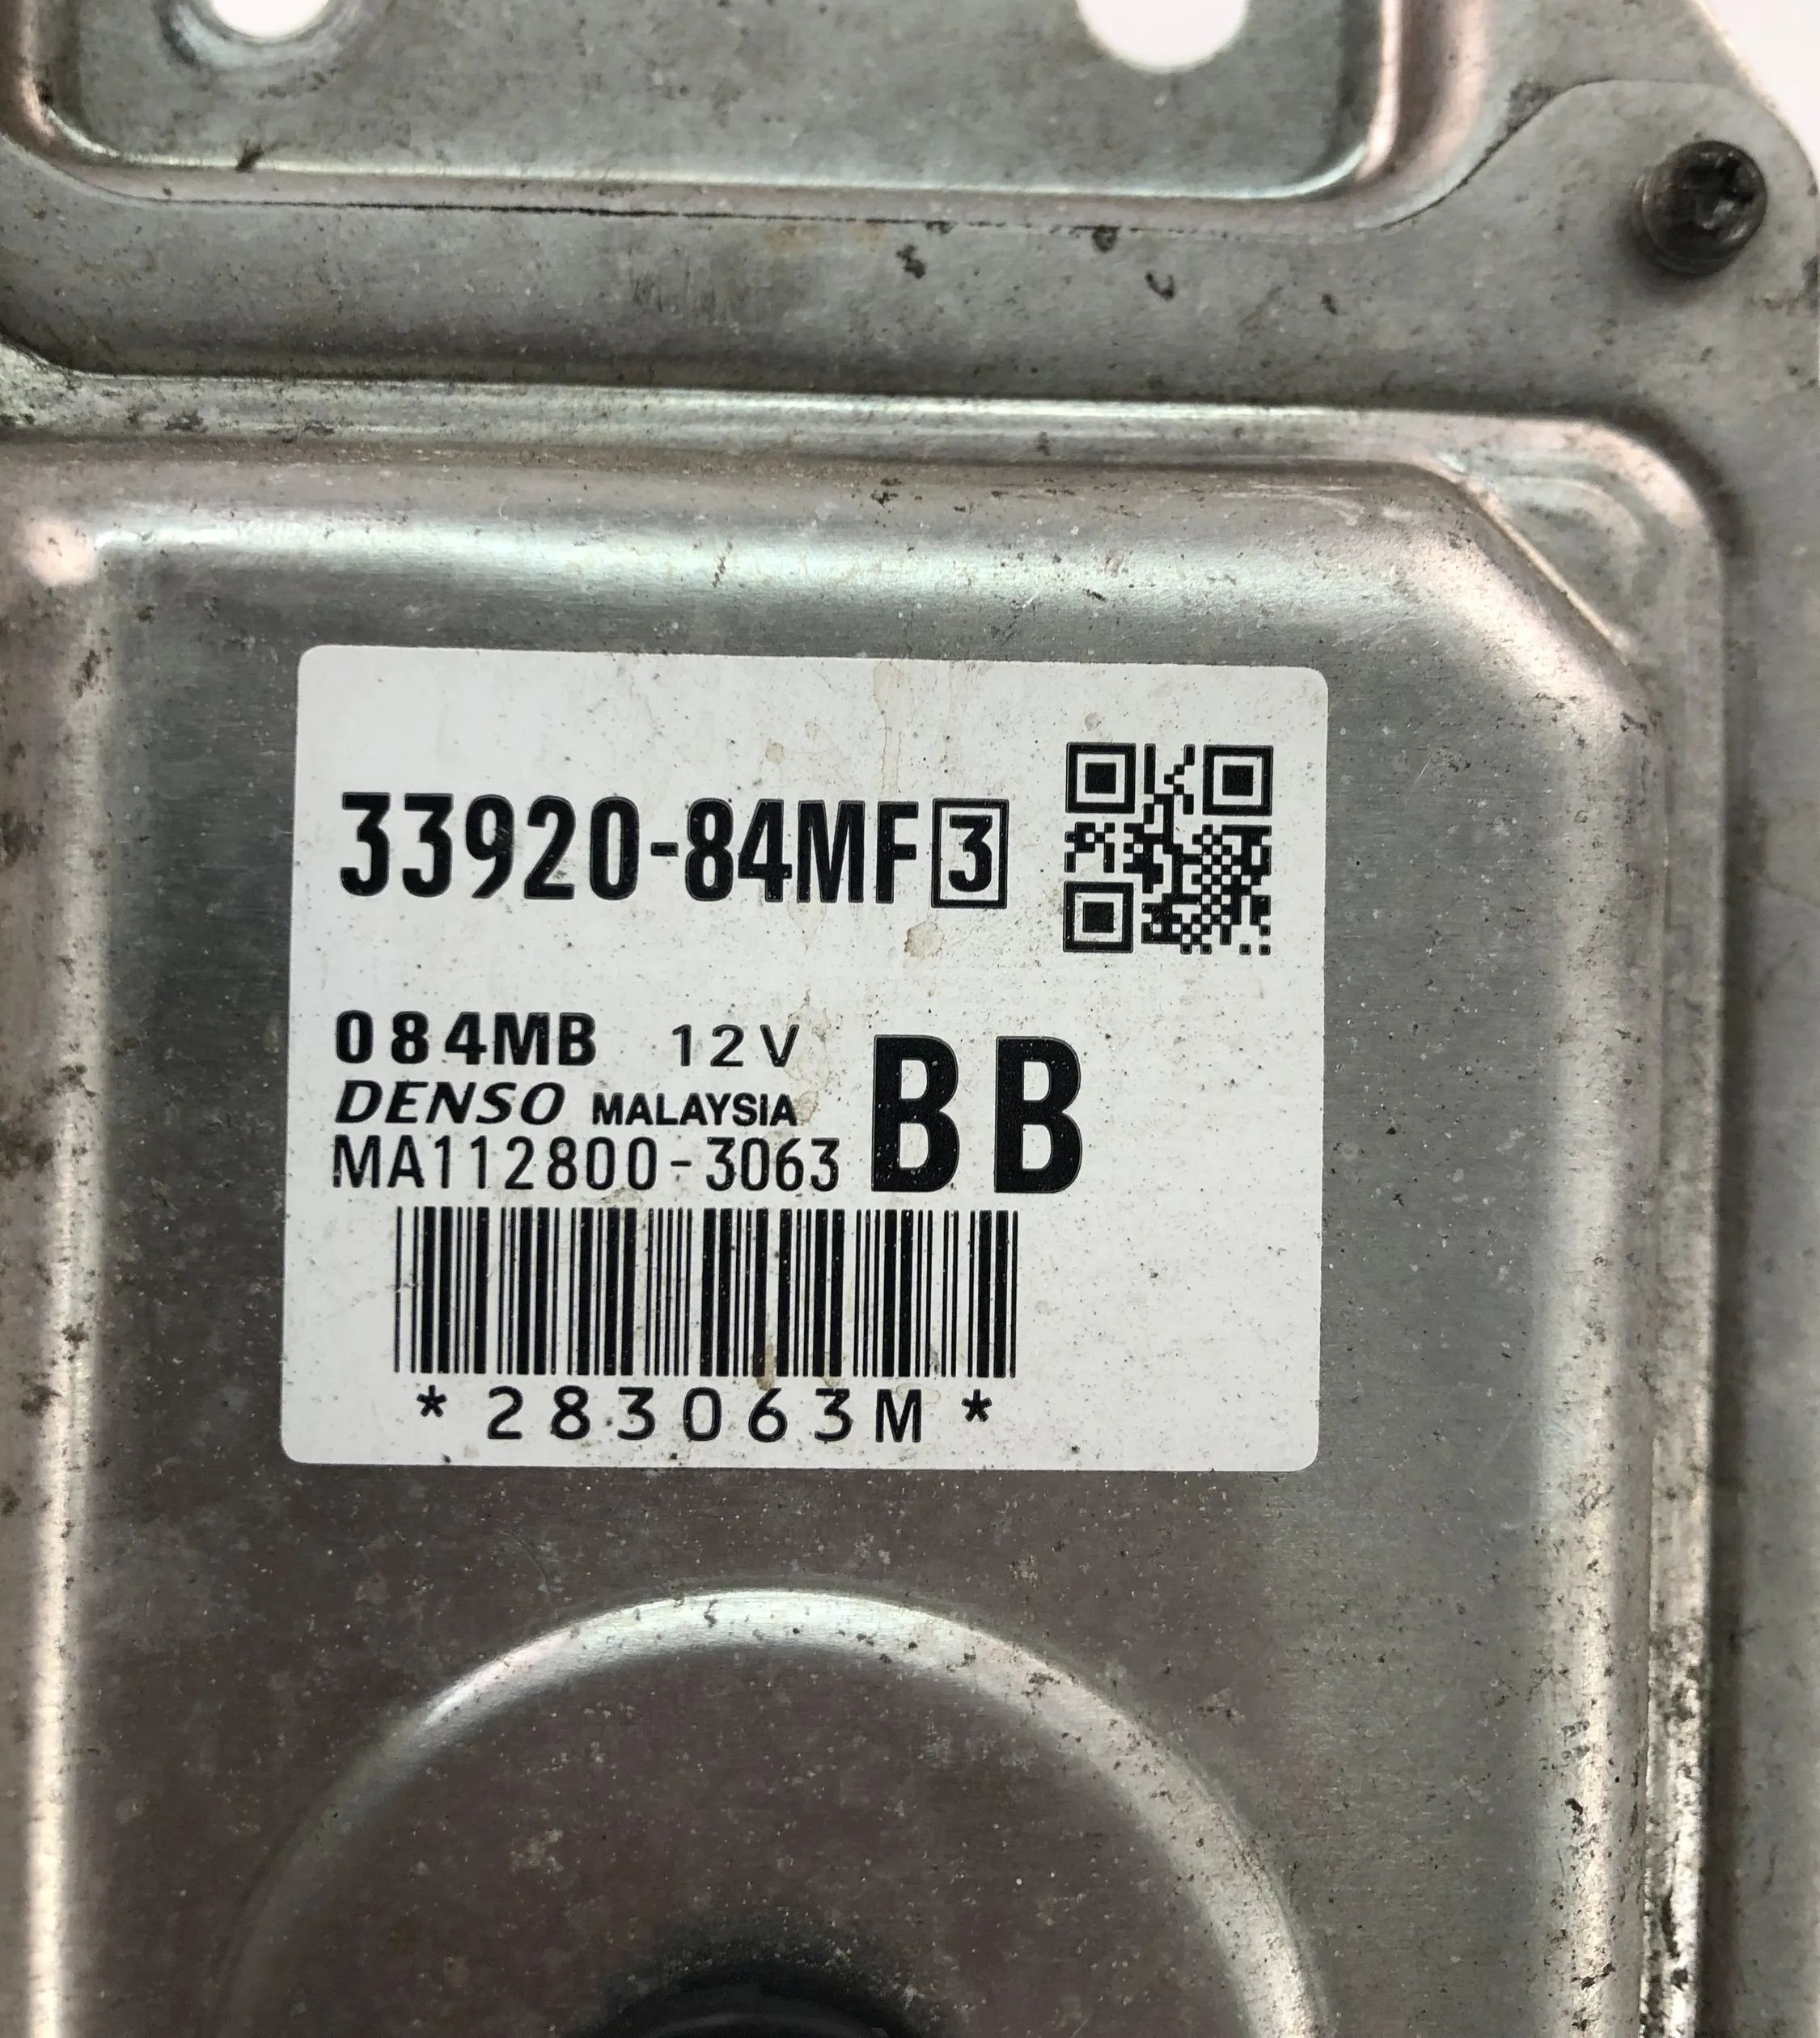 33920-84MF3
084MB 12V BB
DENSO MALAYSIA
MA112800-3063
*283063M*